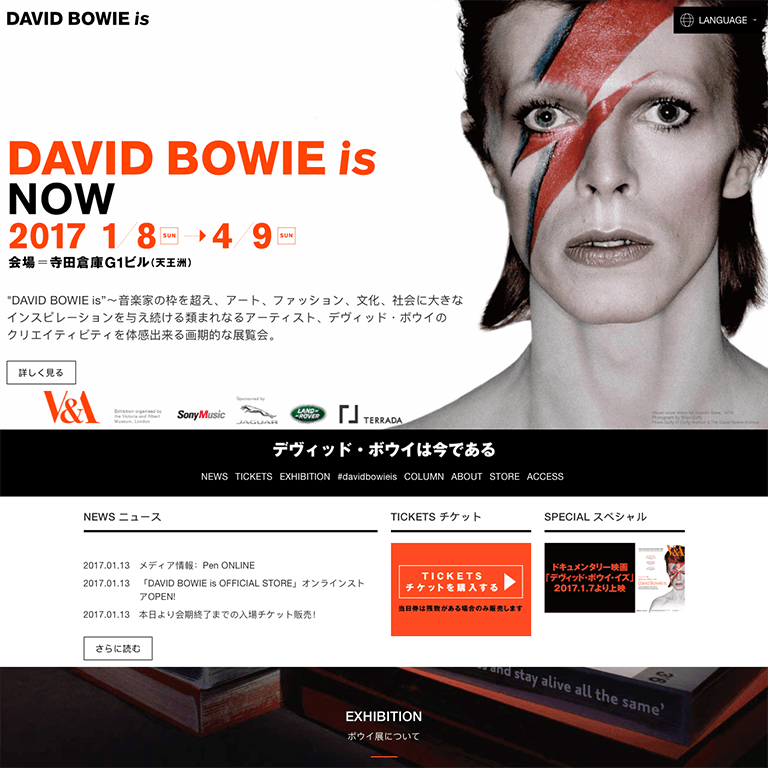 DAVID BOWIE is
LANGUAGE
DAVID BOWIE is
NOW
2017 1/8 SUN → 4/9 SUN
会場＝寺田倉庫G1ビル（天王洲）
"DAVID BOWIE is”〜音楽家の枠を超え、アート、ファッション、文化、社会に大きな
インスピレーションを与え続ける類まれなるアーティスト、デヴィッド・ボウイの
クリエイティビティを体感出来る画期的な展覧会。
詳しく見る
V&A
Exhibition organised by
the Victoria and Albert
Museum, London
Sony Music
Sponsored by
JAGUAR
LAND ROVER
TERRADA
デヴィッド・ボウイは今である
NEWS TICKETS EXHIBITION #davidbowieis COLUMN ABOUT STORE ACCESS
NEWS ニュース
2017.01.13 メディア情報：Pen ONLINE
2017.01.13 「DAVID BOWIE is OFFICIAL STORE」オンラインスト
アOPEN!
2017.01.13 本日より会期終了までの入場チケット販売！
さらに読む
TICKETS チケット
TICKETS
チケットを購入する
当日券は残数がある場合のみ販売します
SPECIAL スペシャル
ドキュメンタリー映画
「デヴィッド・ボウイ・イズ」
2017.1.7より上映
V&A
and stay alive all the same’
EXHIBITION
ボウイ展について